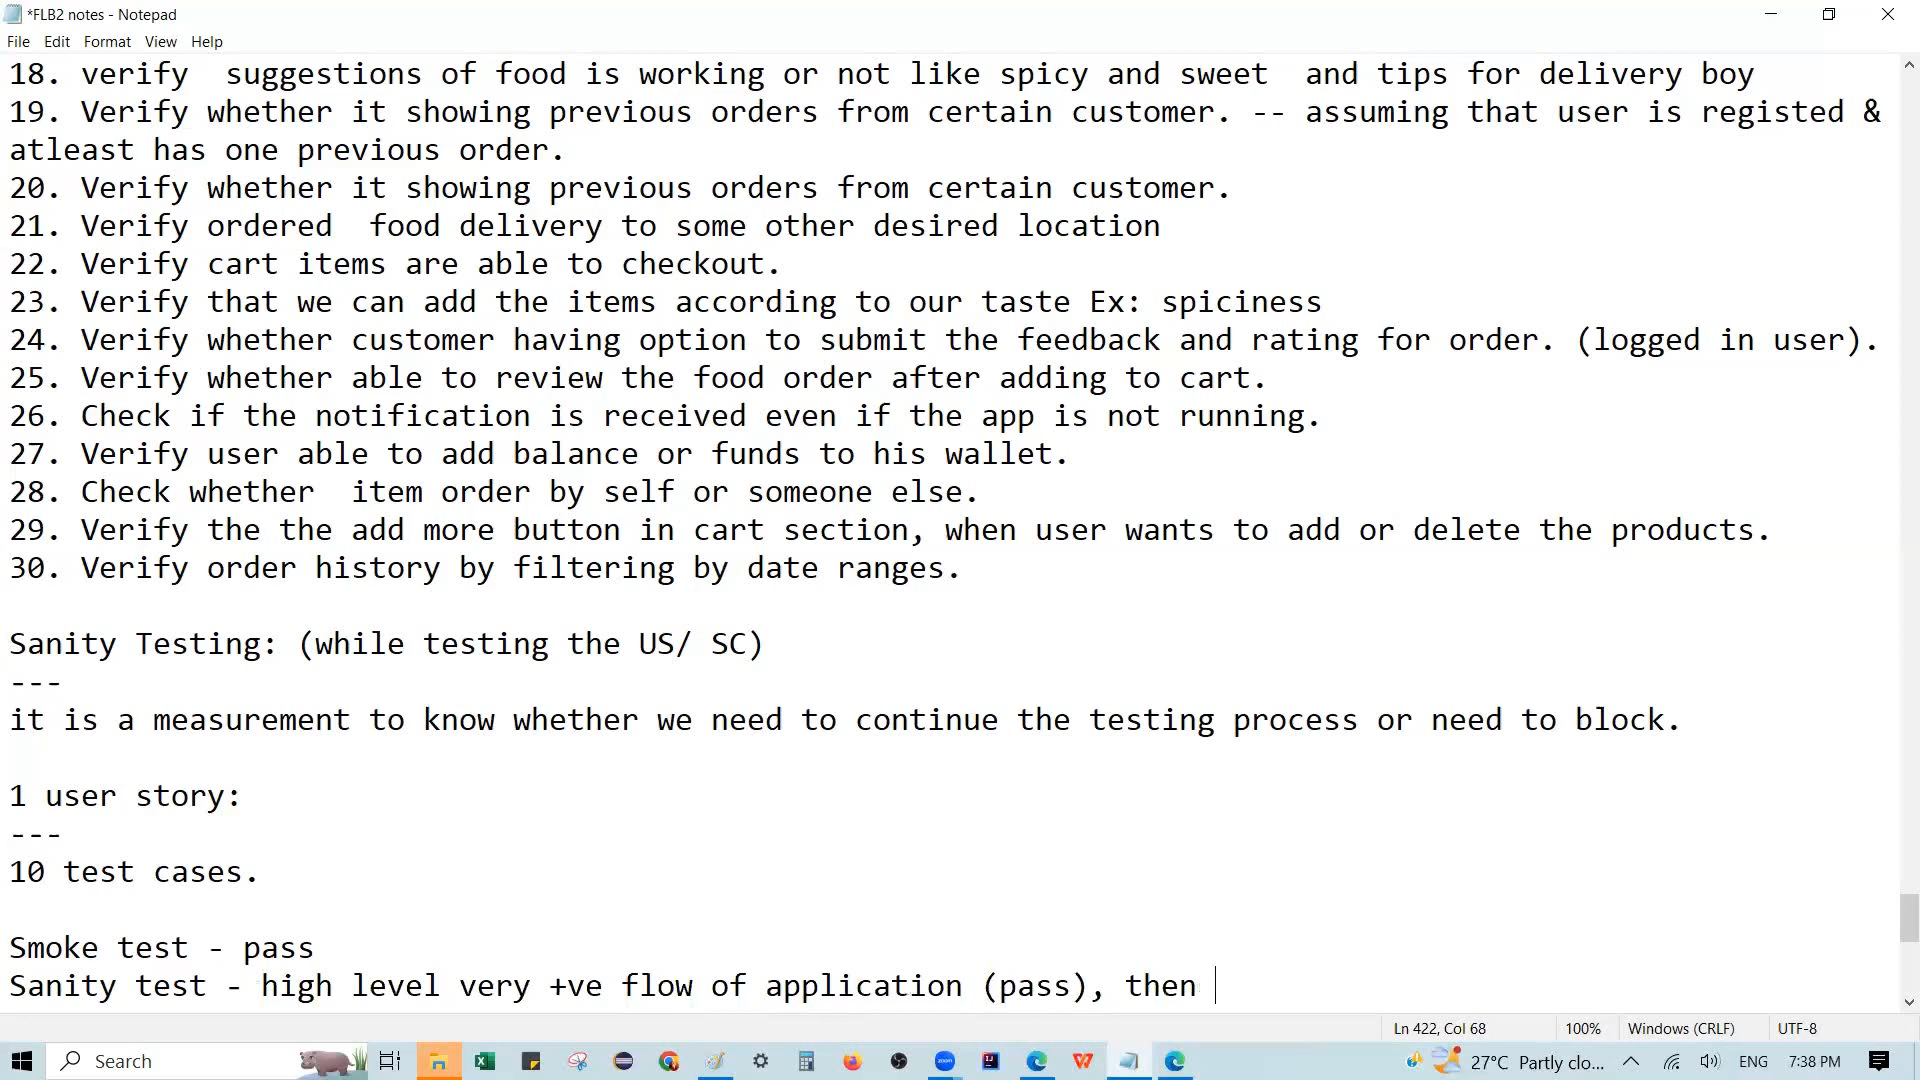 *FLB2 notes - Notepad
File Edit Format View Help
18. verify  suggestions of food is working or not like spicy and sweet  and tips for delivery boy
19. Verify whether it showing previous orders from certain customer. -- assuming that user is registed &
atleast has one previous order.
20. Verify whether it showing previous orders from certain customer.
21. Verify ordered  food delivery to some other desired location
22. Verify cart items are able to checkout.
23. Verify that we can add the items according to our taste Ex: spiciness
24. Verify whether customer having option to submit the feedback and rating for order. (logged in user).
25. Verify whether able to review the food order after adding to cart.
26. Check if the notification is received even if the app is not running.
27. Verify user able to add balance or funds to his wallet.
28. Check whether  item order by self or someone else.
29. Verify the the add more button in cart section, when user wants to add or delete the products.
30. Verify order history by filtering by date ranges.
Sanity Testing: (while testing the US/ SC)
---
it is a measurement to know whether we need to continue the testing process or need to block.
1 user story:
---
10 test cases.
Smoke test - pass
Sanity test - high level very +ve flow of application (pass), then
Ln 422, Col 68 100% Windows (CRLF) UTF-8
Search zoom 27°C Partly clo... ENG 7:38 PM